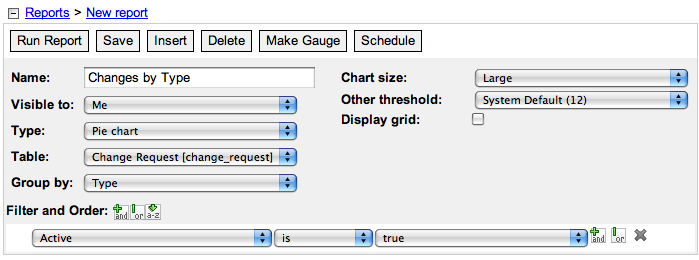 Reports > New report
Run Report Save Insert Delete Make Gauge Schedule
Name: Changes by Type Chart size: Large
Visible to: Me Other threshold: System Default (12)
Type: Pie chart Display grid:
Table: Change Request [change_request]
Group by: Type
Filter and Order: and or a-z
Active is true and or